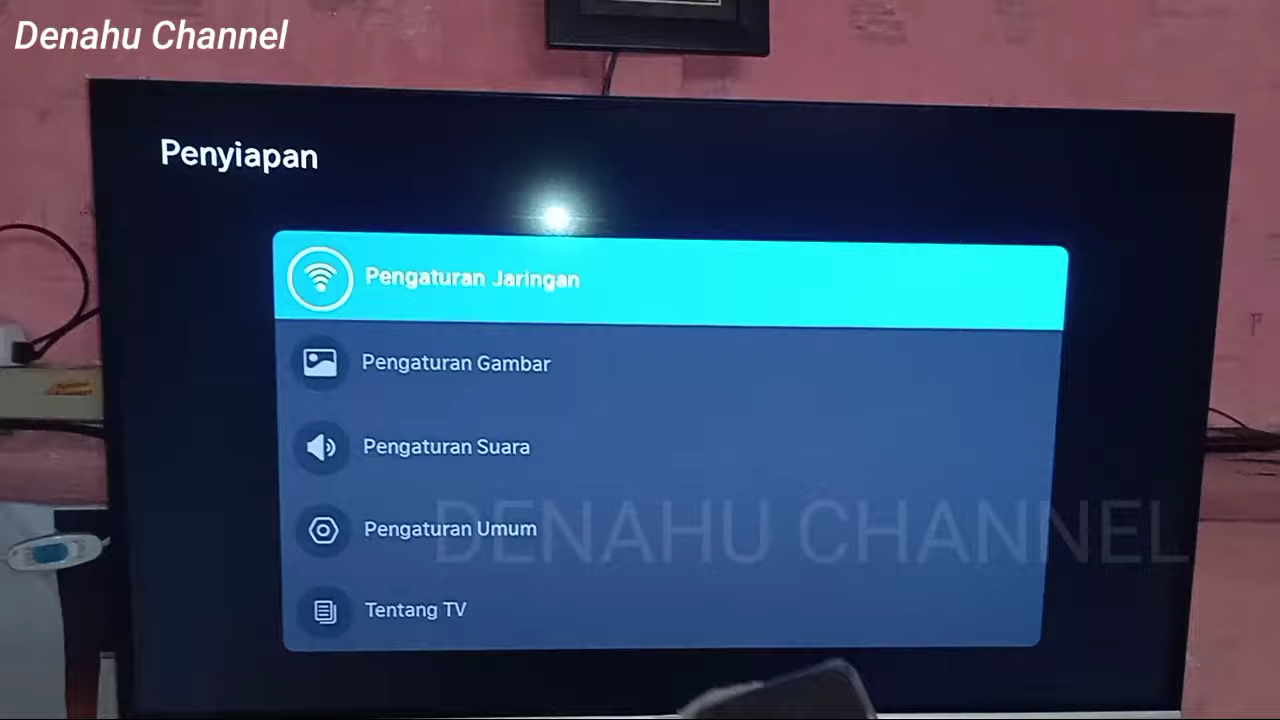 Denahu Channel
Penyiapan
Pengaturan Jaringan
Pengaturan Gambar
Pengaturan Suara
Pengaturan Umum
DENAHU CHANNEL
Tentang TV